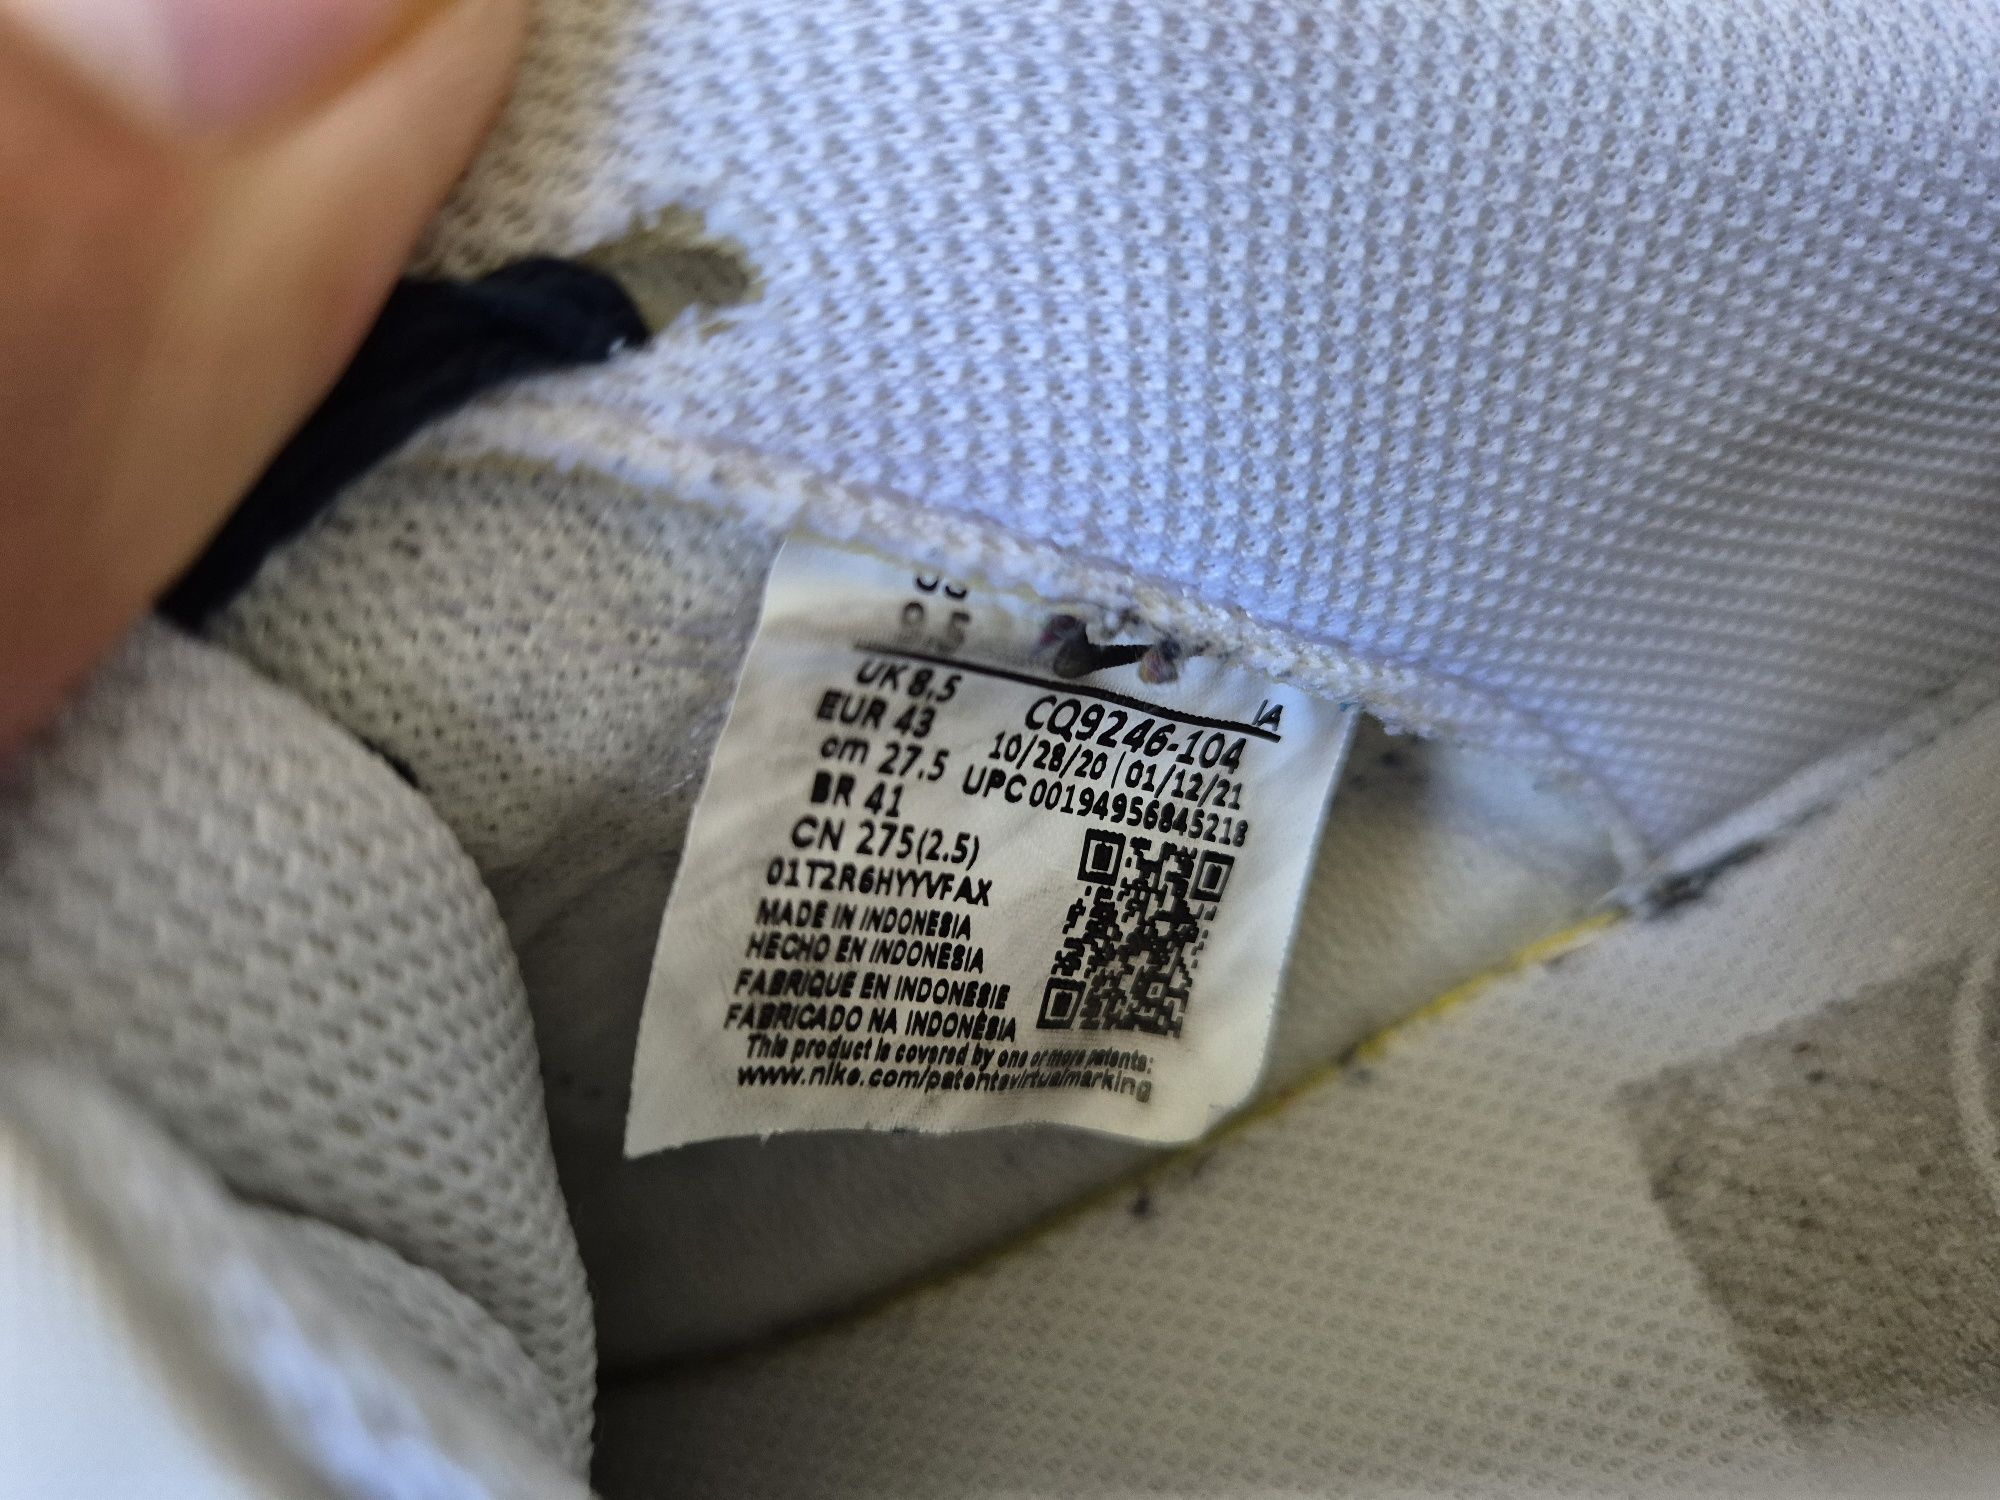 US
9.5
IA
UK 8.5
EUR 43
cm 27.5
BR 41
CN 275(2.5)
CQ9246-104
10/28/20 | 01/12/21
UPC 00194956845218
01T2R6HYYVFAX
MADE IN INDONESIA
HECHO EN INDONESIA
FABRIQUE EN INDONESIE
FABRICADO NA INDONÉSIA
This product is covered by one or more patents:
www.nike.com/patentsvirtualmarking